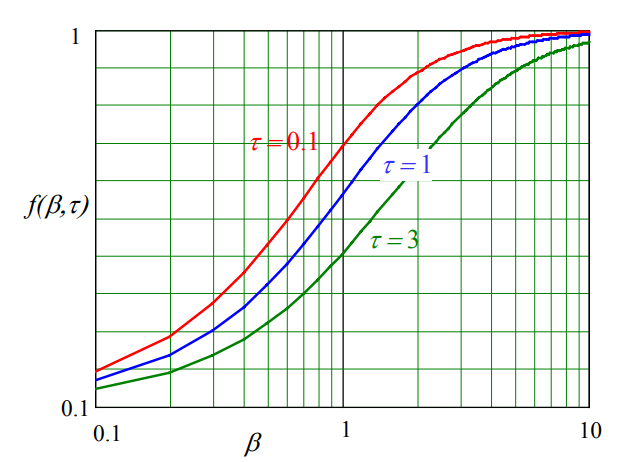 1
τ = 0.1
τ = 1
f(β,τ)
τ = 3
0.1
0.1
β
1
10